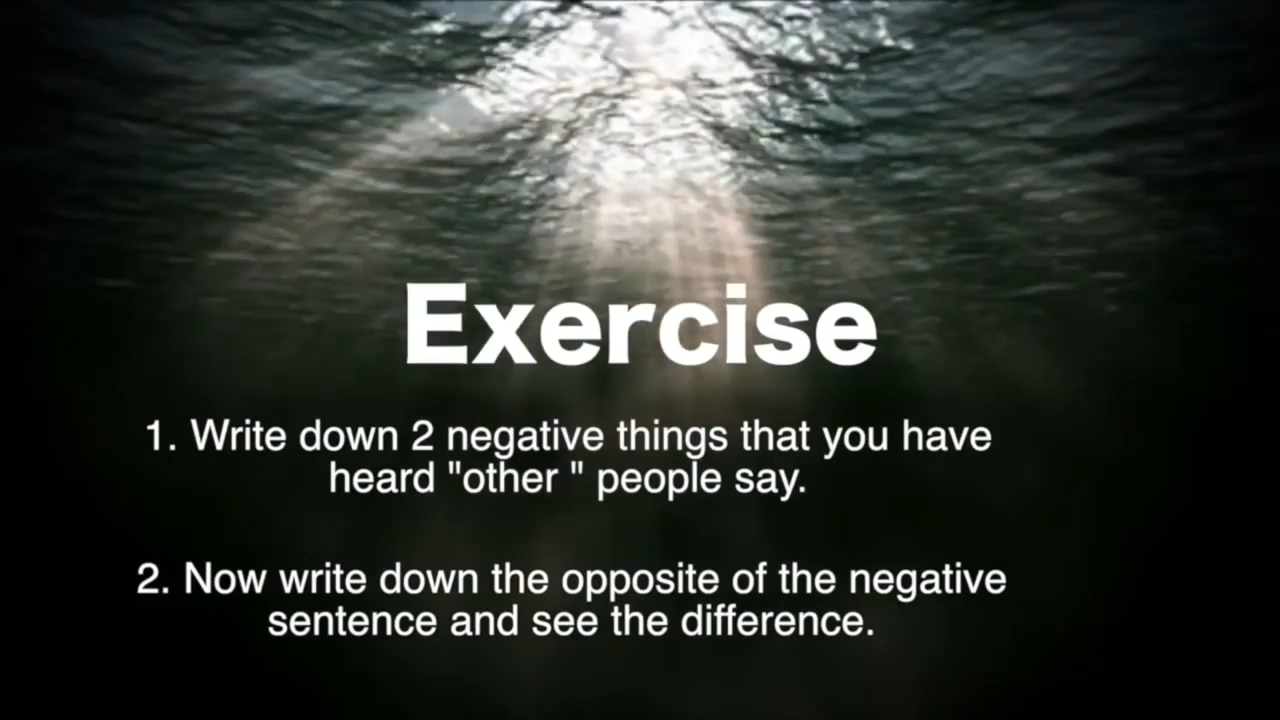 Exercise
1. Write down 2 negative things that you have
heard "other " people say.
2. Now write down the opposite of the negative
sentence and see the difference.